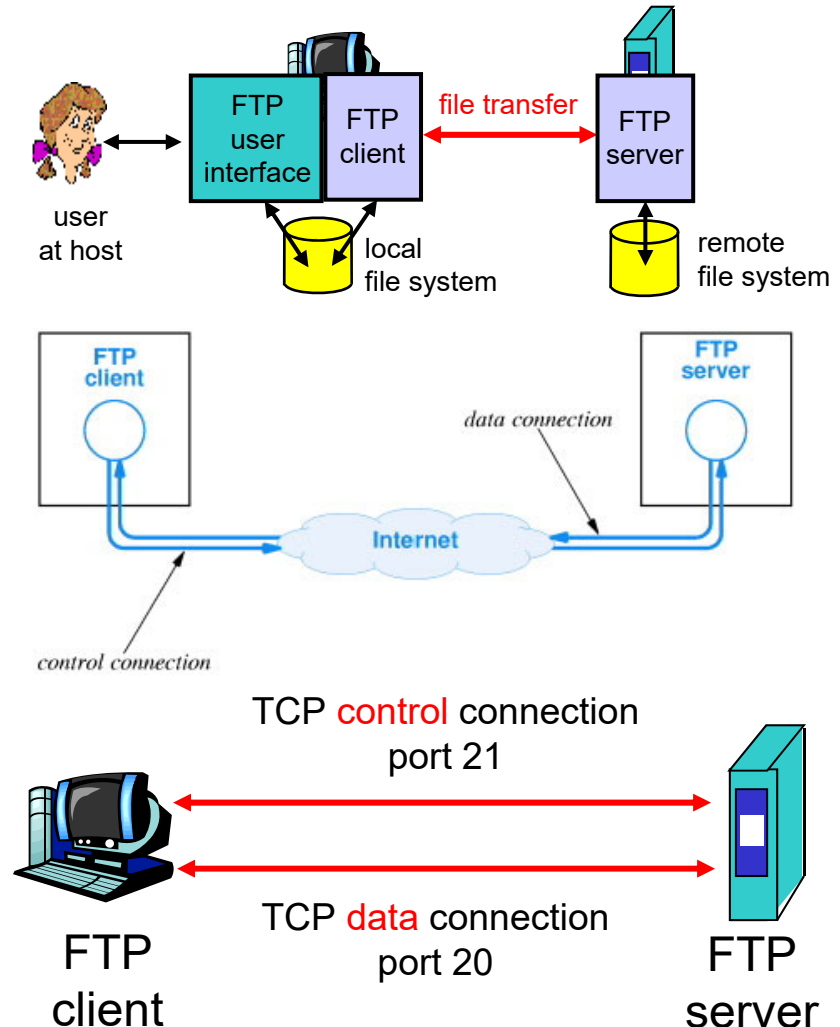 FTP
user
interface
FTP
client
file transfer
FTP
server
user
at host
local
file system
remote
file system
FTP
client
FTP
server
data connection
Internet
control connection
TCP control connection
port 21
TCP data connection
port 20
FTP
client
FTP
server